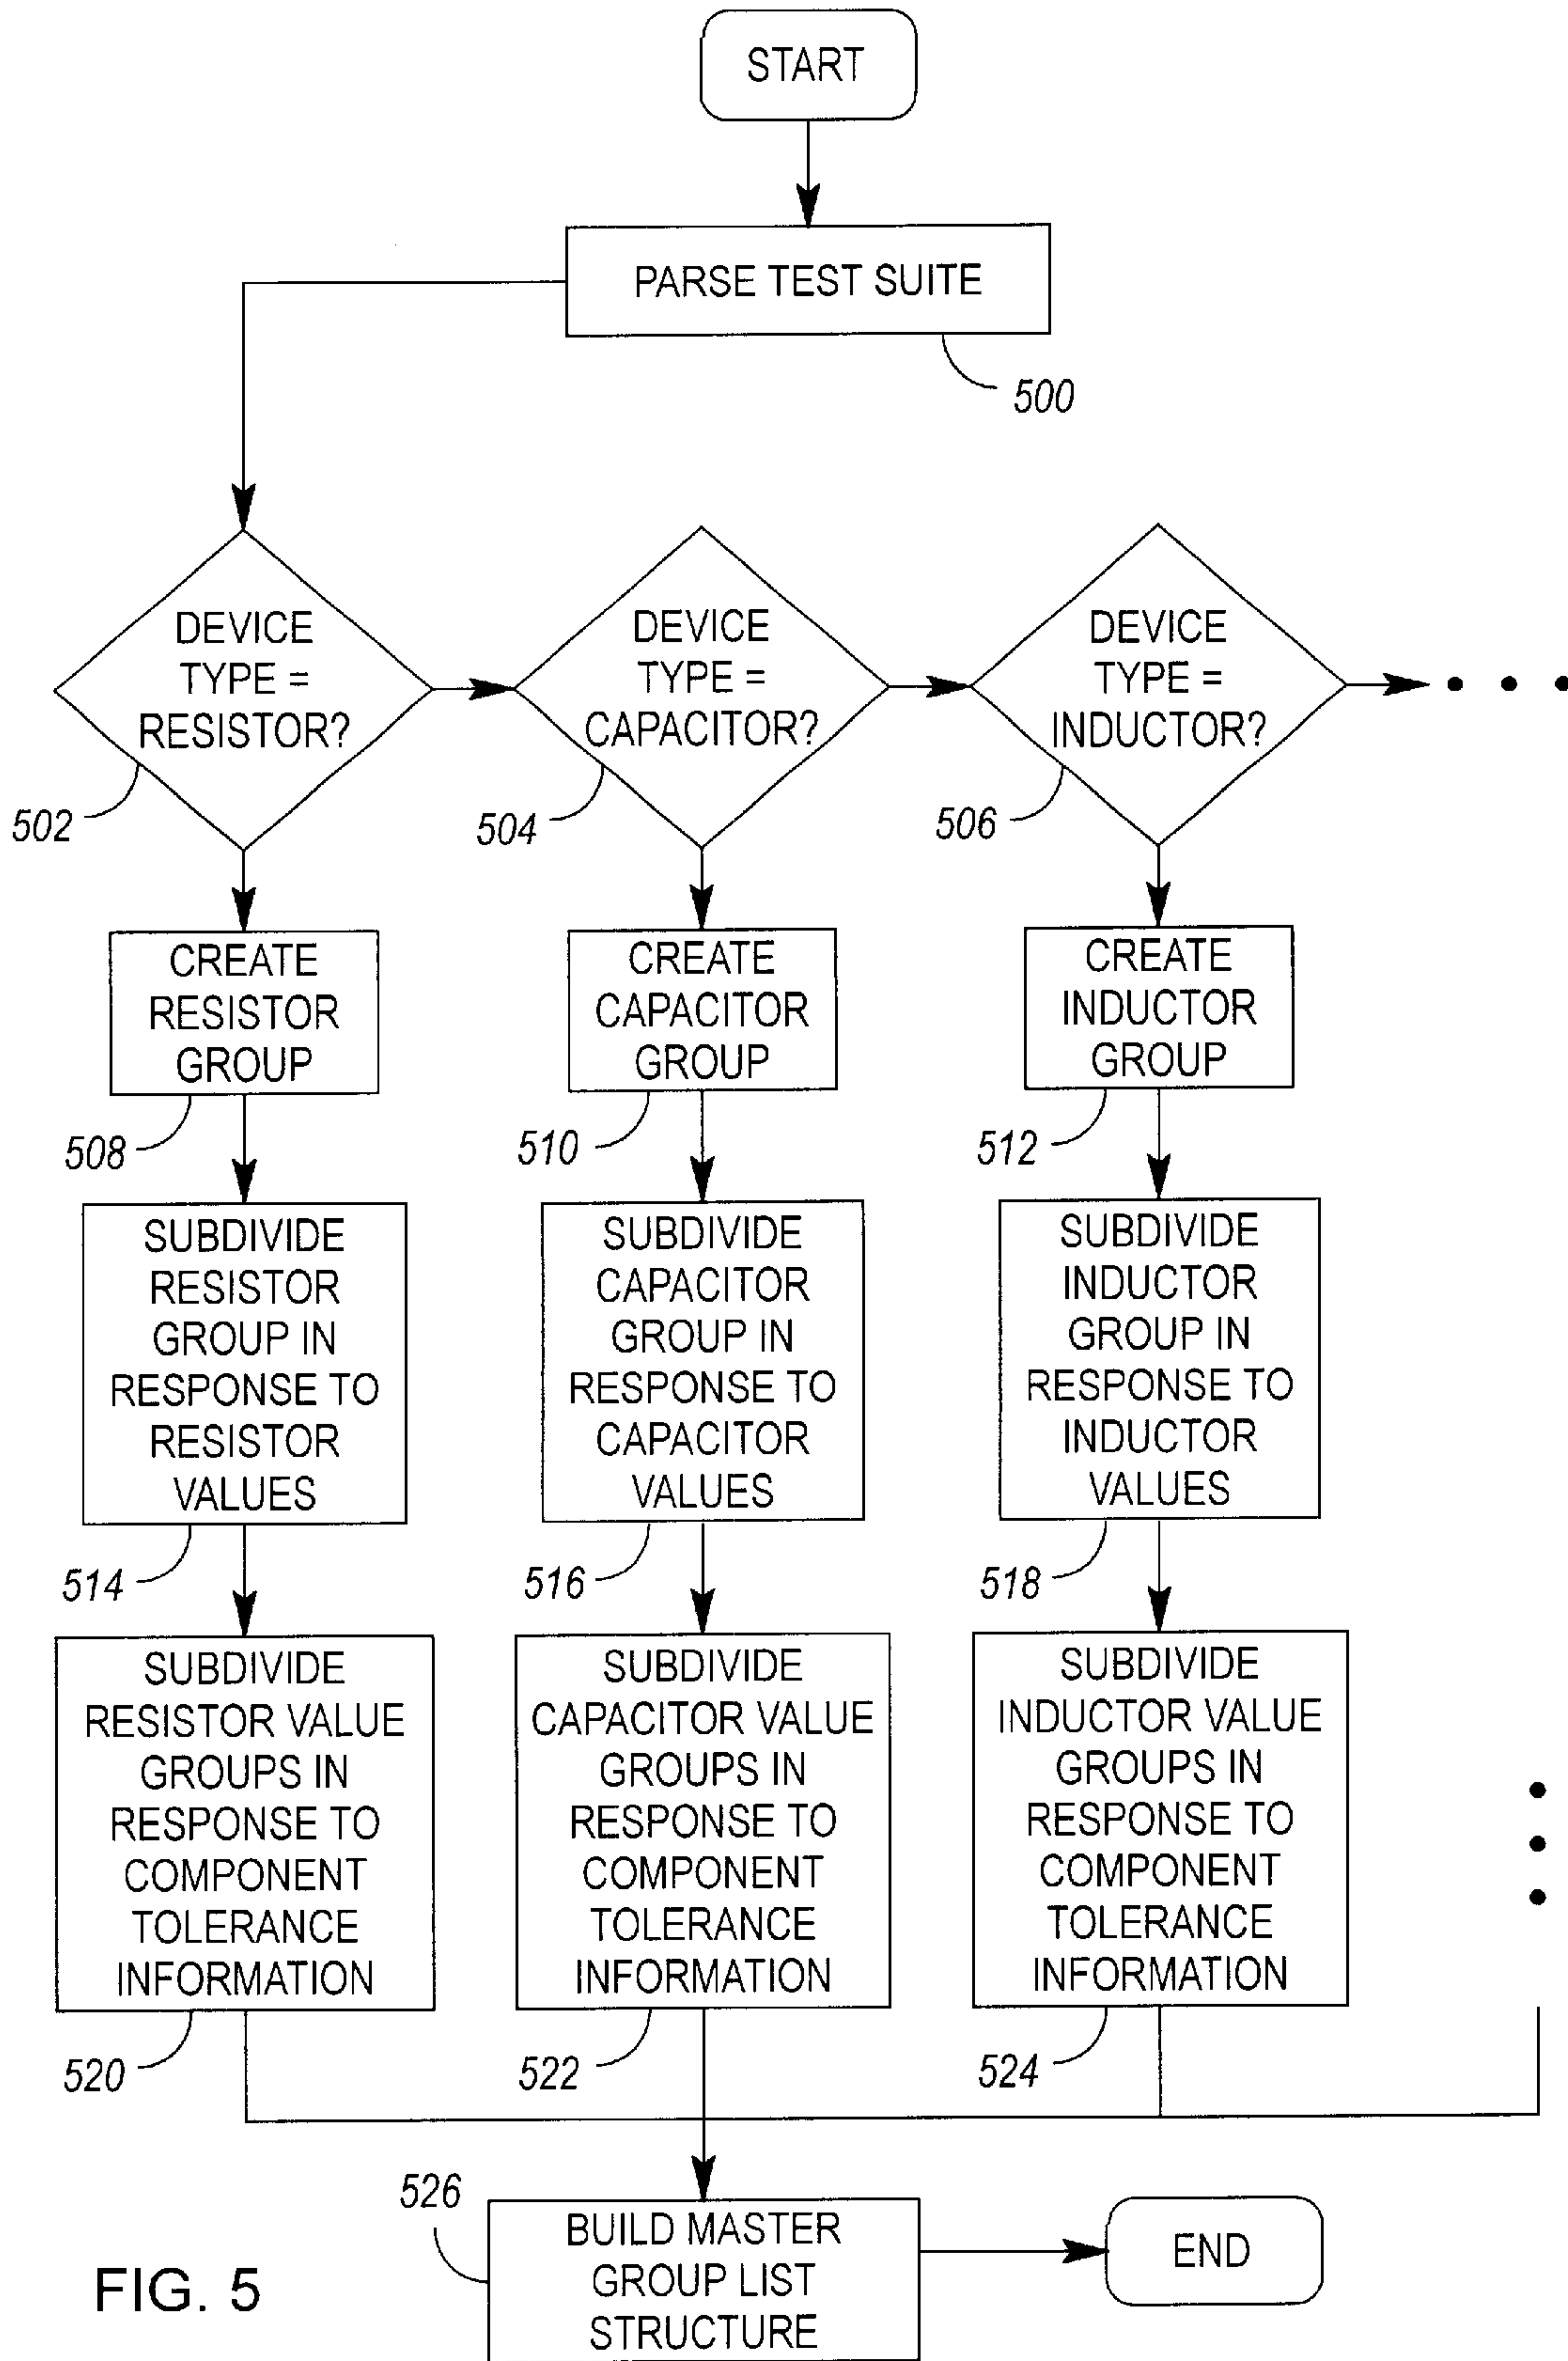 START
PARSE TEST SUITE
500
DEVICE
TYPE =
RESISTOR?
502
DEVICE
TYPE =
CAPACITOR?
504
DEVICE
TYPE =
INDUCTOR?
506
CREATE
RESISTOR
GROUP
508
CREATE
CAPACITOR
GROUP
510
CREATE
INDUCTOR
GROUP
512
SUBDIVIDE
RESISTOR
GROUP IN
RESPONSE TO
RESISTOR
VALUES
514
SUBDIVIDE
CAPACITOR
GROUP IN
RESPONSE TO
CAPACITOR
VALUES
516
SUBDIVIDE
INDUCTOR
GROUP IN
RESPONSE TO
INDUCTOR
VALUES
518
SUBDIVIDE
RESISTOR VALUE
GROUPS IN
RESPONSE TO
COMPONENT
TOLERANCE
INFORMATION
520
SUBDIVIDE
CAPACITOR VALUE
GROUPS IN
RESPONSE TO
COMPONENT
TOLERANCE
INFORMATION
522
SUBDIVIDE
INDUCTOR VALUE
GROUPS IN
RESPONSE TO
COMPONENT
TOLERANCE
INFORMATION
524
526
BUILD MASTER
GROUP LIST
STRUCTURE
END
FIG. 5